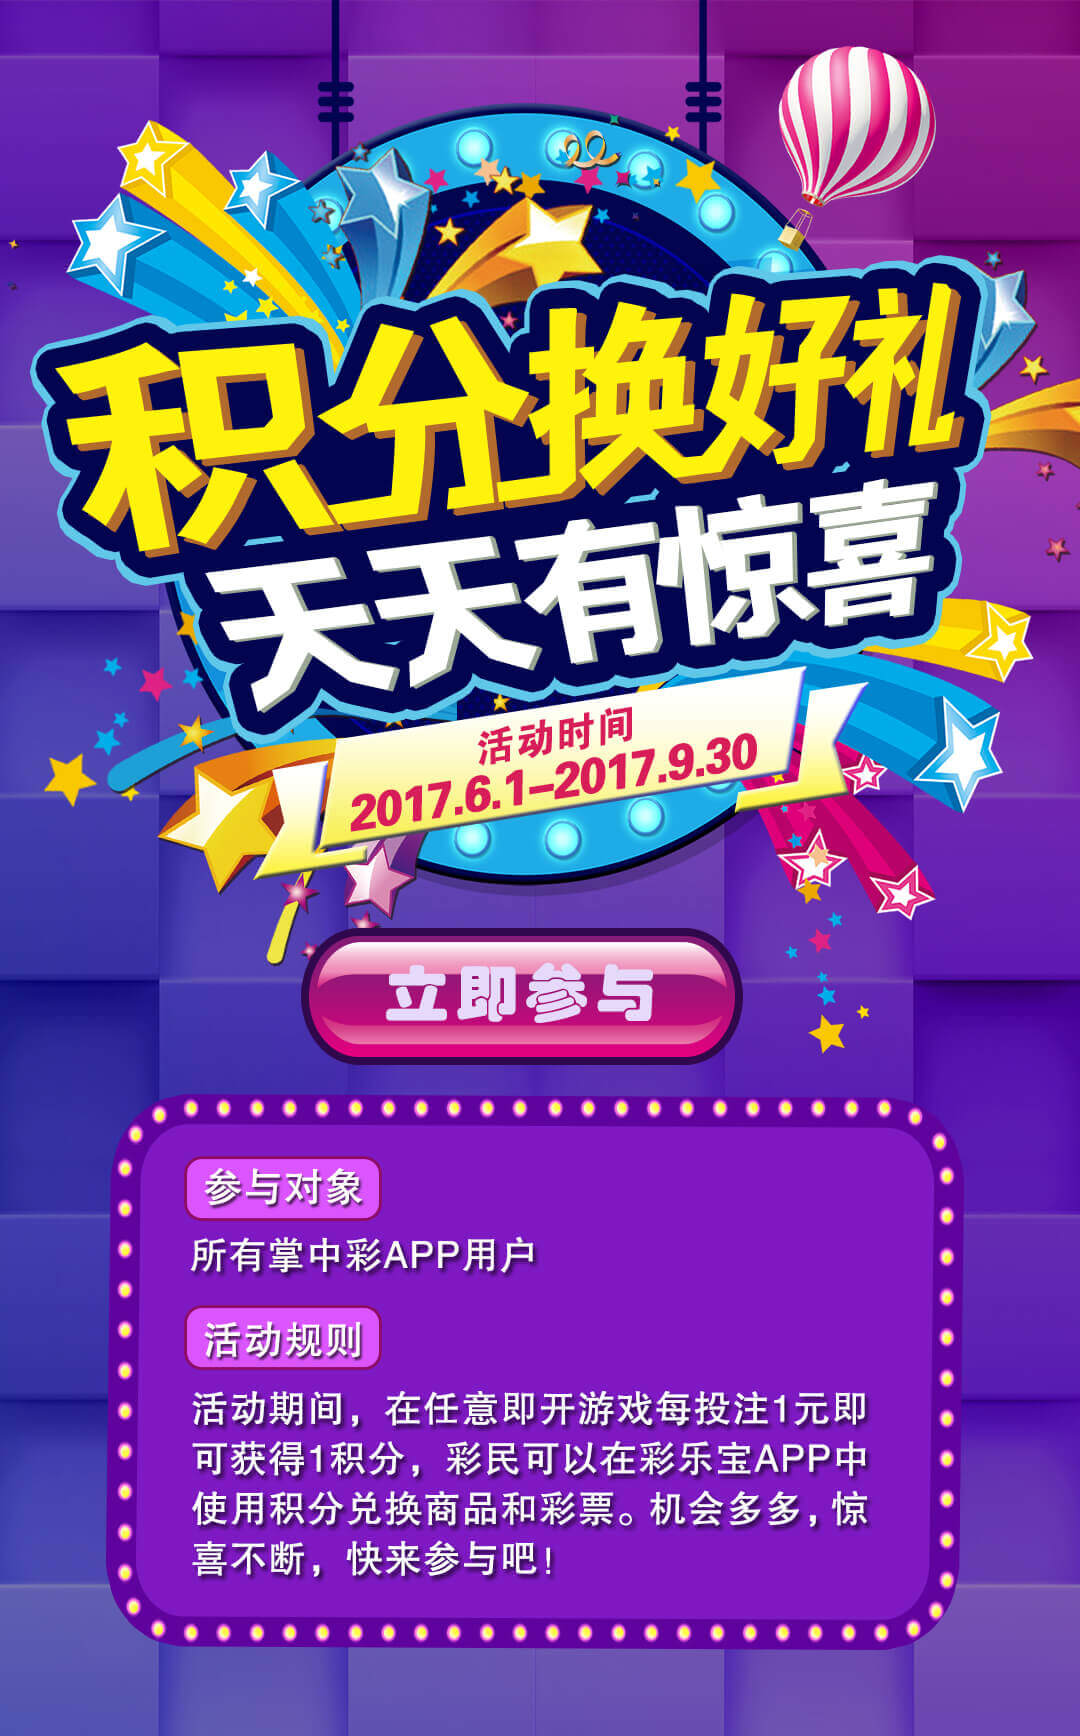 积分换好礼
天天有惊喜
活动时间
2017.6.1-2017.9.30
立即参与
参与对象
所有掌中彩APP用户
活动规则
活动期间，在任意即开游戏每投注1元即
可获得1积分，彩民可以在彩乐宝APP中
使用积分兑换商品和彩票。机会多多，惊
喜不断，快来参与吧！